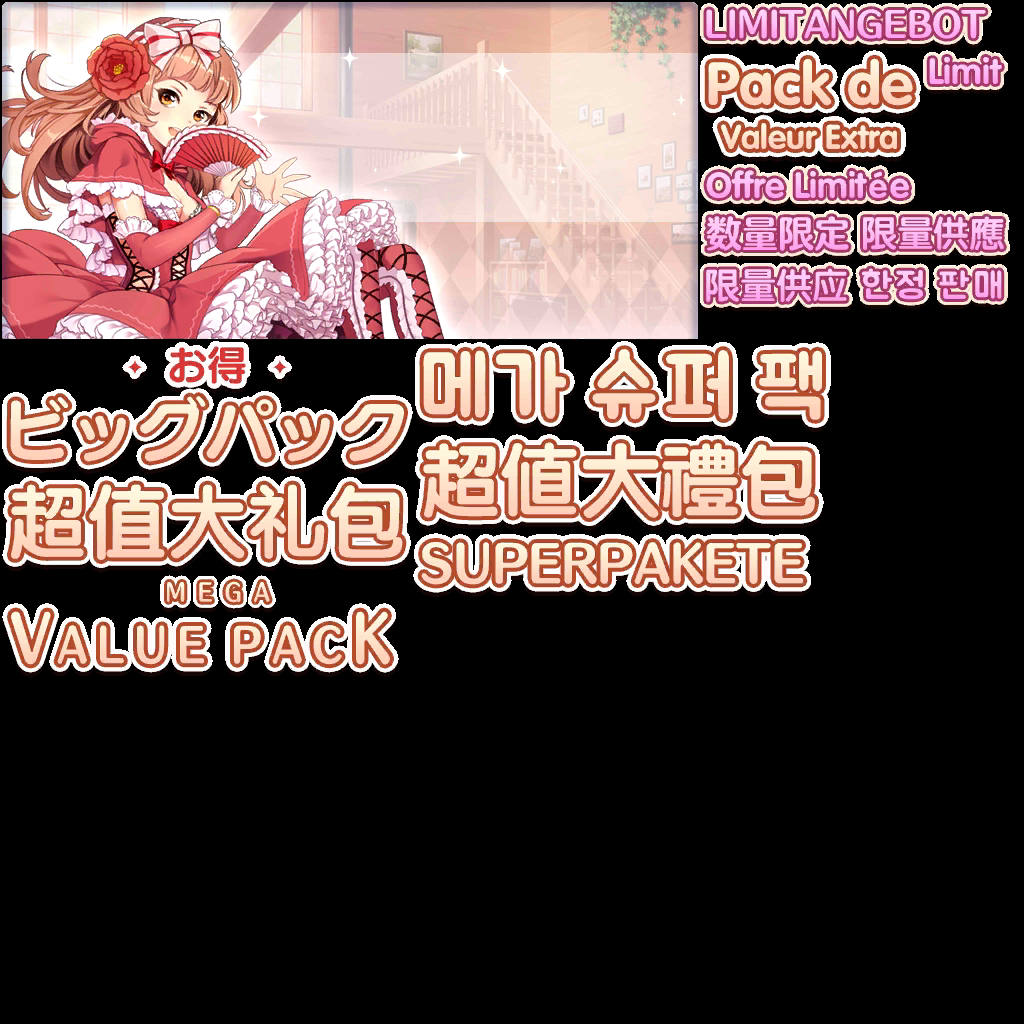 LIMITANGEBOT
Pack de
Limit
Valeur Extra
Offre Limitée
数量限定 限量供應
限量供应 한정 판매
お得
ビッグパック
메가 슈퍼 팩
超值大禮包
超值大礼包
SUPERPAKETE
MEGA
VALUE PACK